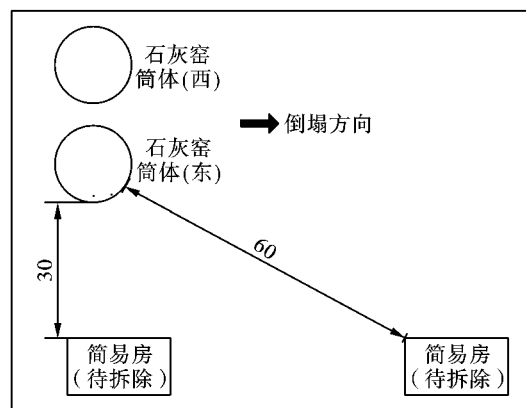 石灰窑
筒体(西)
倒塌方向
石灰窑
筒体(东)
60
30
简易房
(待拆除)
简易房
(待拆除)